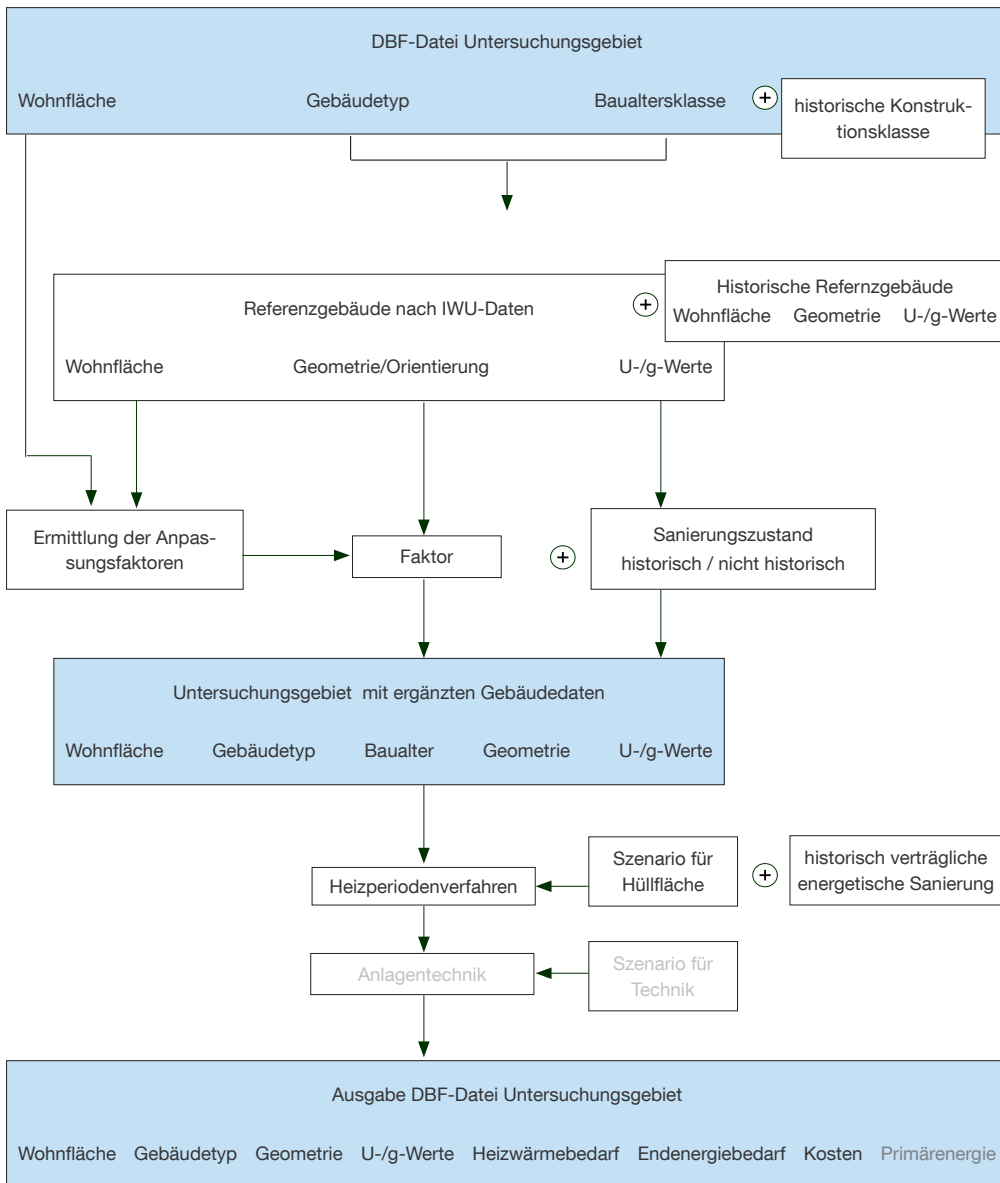 DBF-Datei Untersuchungsgebiet
Wohnfläche Gebäudetyp Baualtersklasse +
historische Konstruk-
tionsklasse
Referenzgebäude nach IWU-Daten +
Historische Refernzgebäude
Wohnfläche Geometrie U-/g-Werte
Wohnfläche Geometrie/Orientierung U-/g-Werte
Ermittlung der Anpas-
sungsfaktoren
Faktor
+
Sanierungszustand
historisch / nicht historisch
Untersuchungsgebiet mit ergänzten Gebäudedaten
Wohnfläche Gebäudetyp Baualter Geometrie U-/g-Werte
Heizperiodenverfahren
Szenario für
Hüllfläche
+
historisch verträgliche
energetische Sanierung
Anlagentechnik
Szenario für
Technik
Ausgabe DBF-Datei Untersuchungsgebiet
Wohnfläche Gebäudetyp Geometrie U-/g-Werte Heizwärmebedarf Endenergiebedarf Kosten Primärenergie